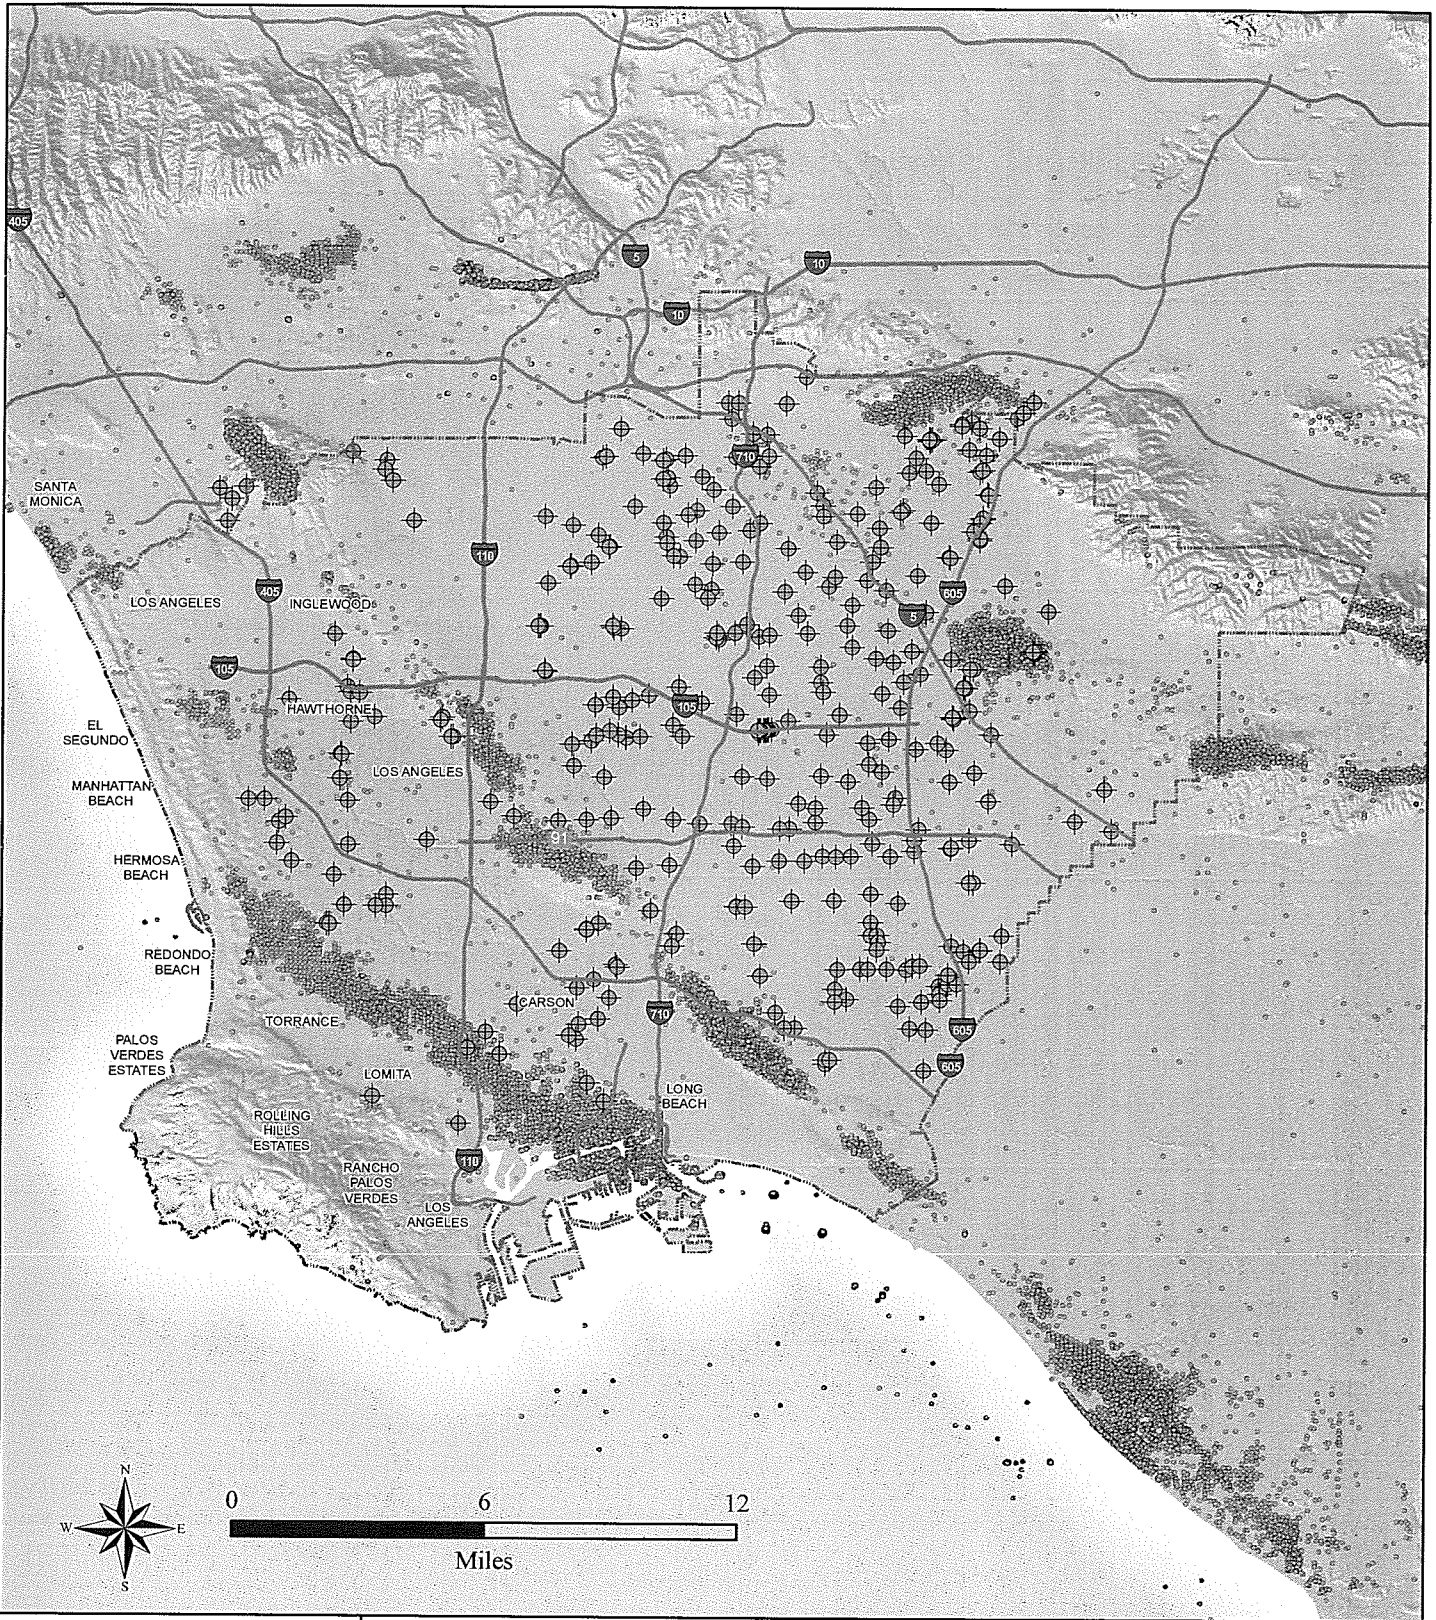 405
5
10
10
710
SANTA
MONICA
110
405
605
LOS ANGELES
INGLEWOOD
5
105
HAWTHORNE
105
EL
SEGUNDO
LOS ANGELES
MANHATTAN
BEACH
91
HERMOSA
BEACH
REDONDO
BEACH
CARSON
710
TORRANCE
605
PALOS
VERDES
ESTATES
605
LOMITA
LONG
BEACH
ROLLING
HILLS
ESTATES
110
RANCHO
PALOS
VERDES
LOS
ANGELES
N
W
E
S
0
6
12
Miles